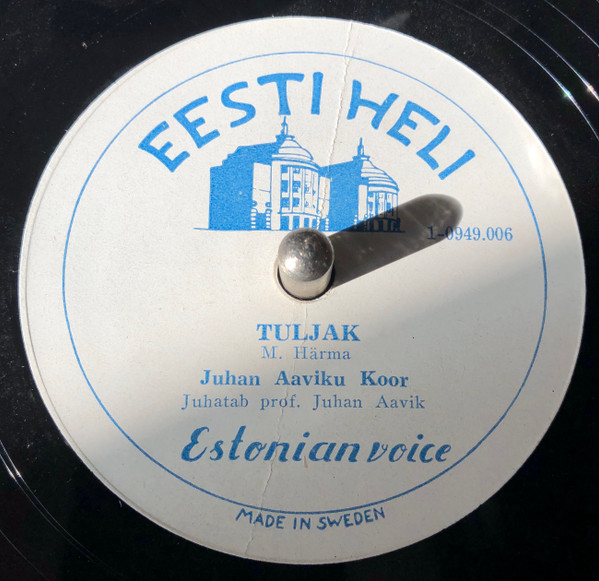 EESTI HELI
1-0949.006
TULJAK
M. Härma
Juhan Aaviku Koor
Juhatab prof. Juhan Aavik
Estonian voice
MADE IN SWEDEN